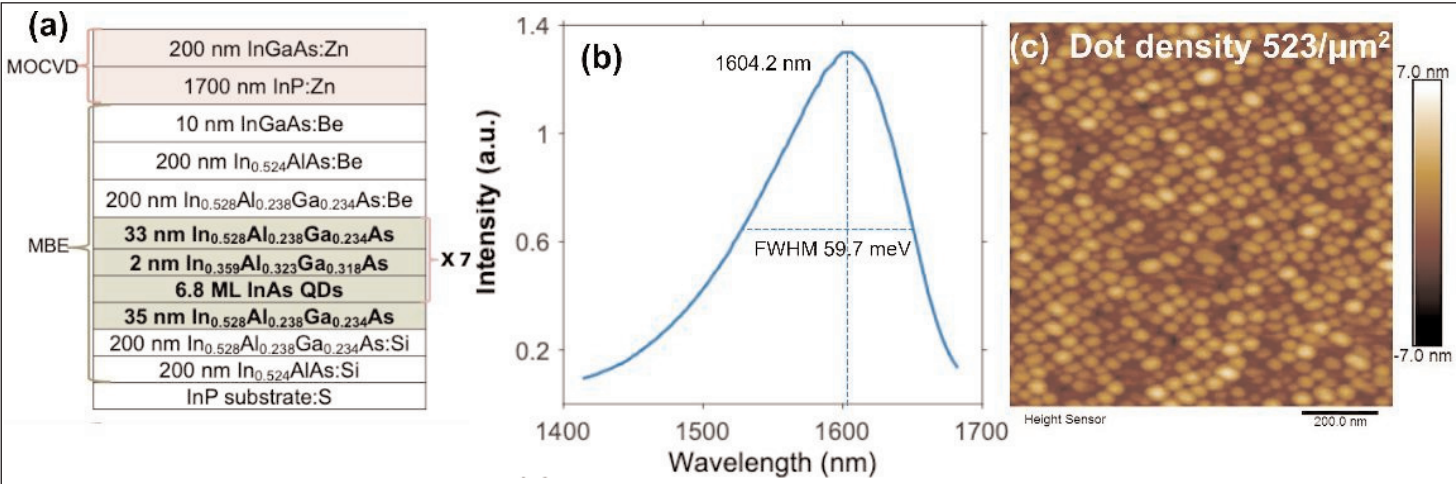 (a)
MOCVD
200 nm InGaAs:Zn
1700 nm InP:Zn
MBE
10 nm InGaAs:Be
200 nm In₀.₅₂₄AlAs:Be
200 nm In₀.₅₂₈Al₀.₂₃₈Ga₀.₂₃₄As:Be
33 nm In₀.₅₂₈Al₀.₂₃₈Ga₀.₂₃₄As
2 nm In₀.₃₅₉Al₀.₃₂₃Ga₀.₃₁₈As
6.8 ML InAs QDs
X 7
35 nm In₀.₅₂₈Al₀.₂₃₈Ga₀.₂₃₄As
200 nm In₀.₅₂₈Al₀.₂₃₈Ga₀.₂₃₄As:Si
200 nm In₀.₅₂₄AlAs:Si
InP substrate:S
(b)
1604.2 nm
FWHM 59.7 meV
Intensity (a.u.)
1.4
1
0.6
0.2
1400 1500 1600 1700
Wavelength (nm)
(c) Dot density 523/µm²
7.0 nm
-7.0 nm
Height Sensor
200.0 nm